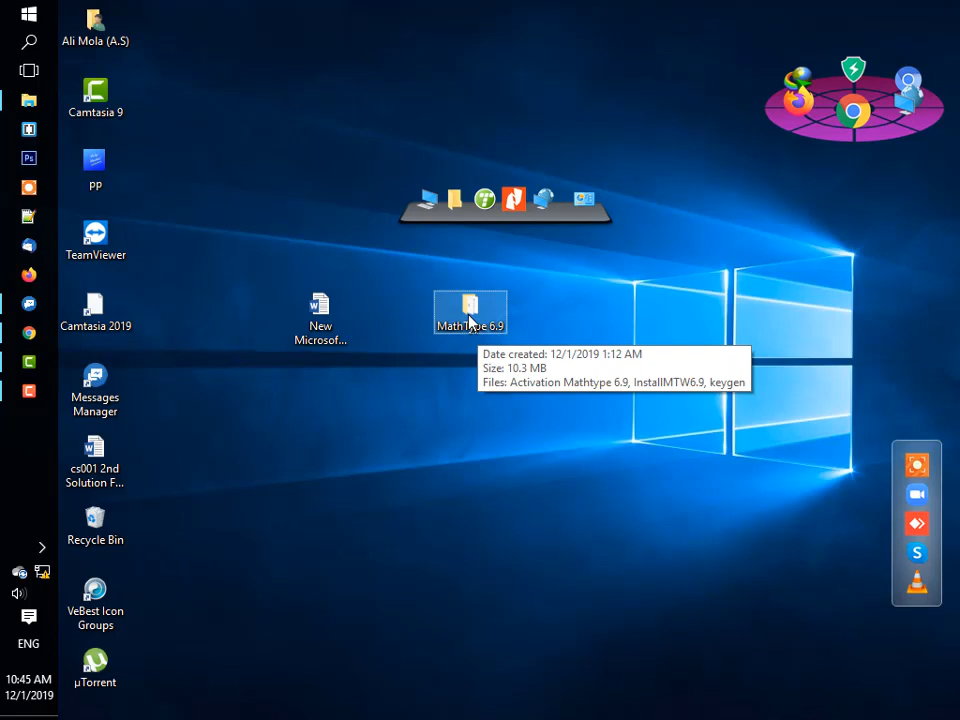 Ali Mola (A.S)
Camtasia 9
Ps
pp
TeamViewer
Camtasia 2019
New
Microsof...
MathType 6.9
Date created: 12/1/2019 1:12 AM
Size: 10.3 MB
Files: Activation Mathtype 6.9, InstallMTW6.9, keygen
Messages
Manager
cs001 2nd
Solution F...
Recycle Bin
VeBest Icon
Groups
µTorrent
S
ENG
10:45 AM
12/1/2019